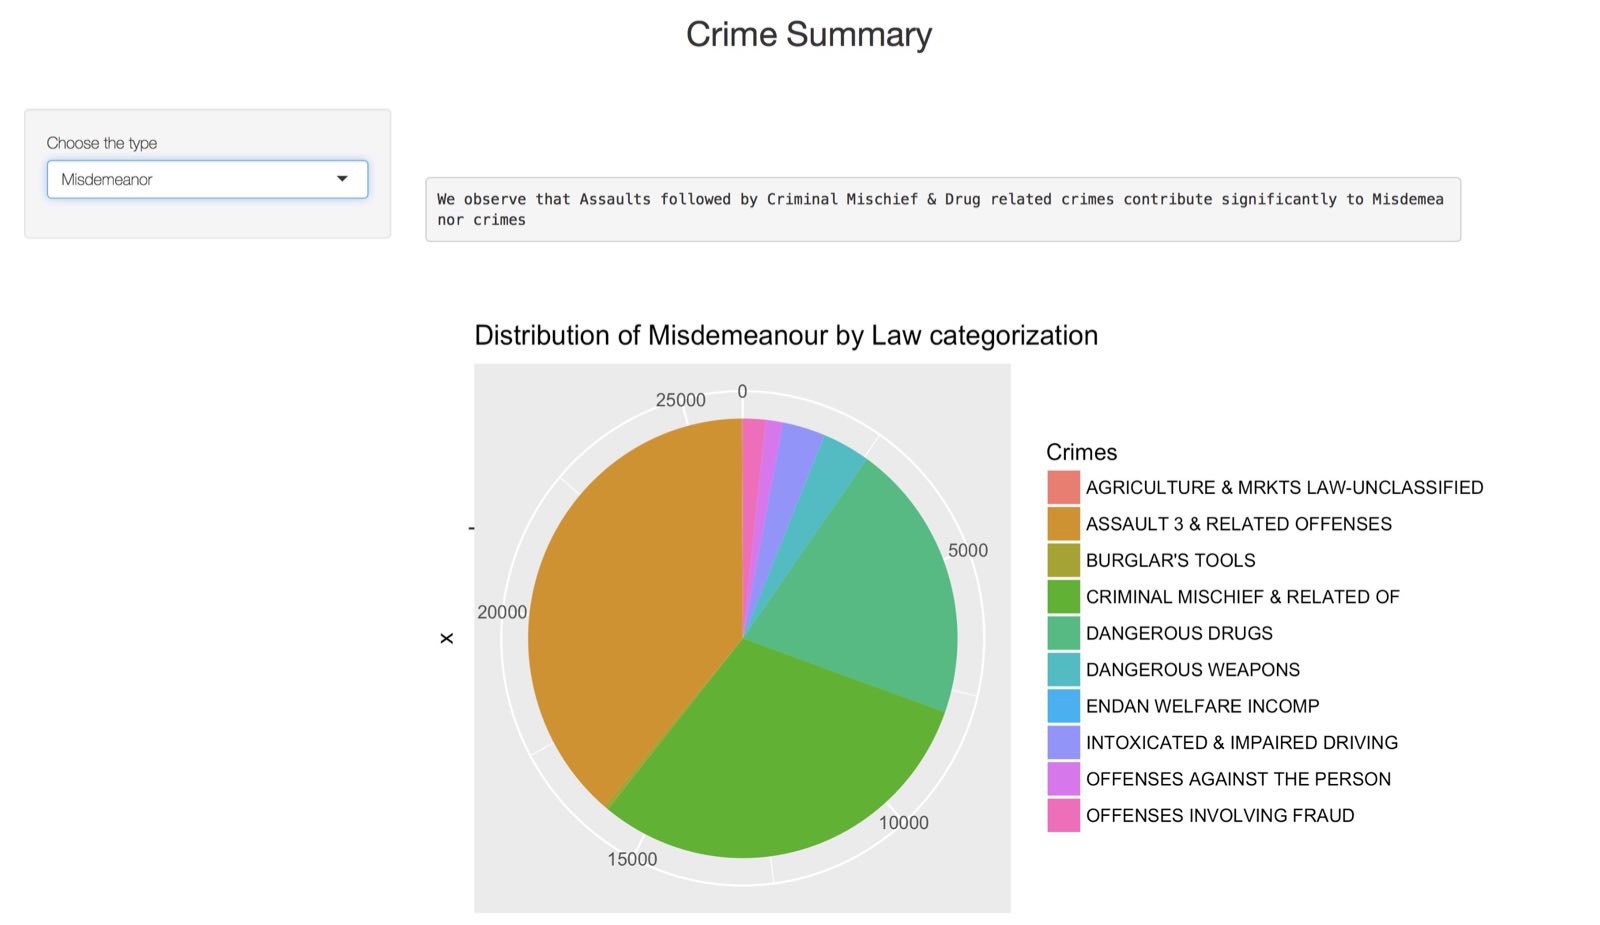 Crime Summary
Choose the type
Misdemeanor
We observe that Assaults followed by Criminal Mischief & Drug related crimes contribute significantly to Misdemea
nor crimes
Distribution of Misdemeanour by Law categorization
0
25000
5000
20000
10000
15000
x
Crimes
AGRICULTURE & MRKTS LAW-UNCLASSIFIED
ASSAULT 3 & RELATED OFFENSES
BURGLAR'S TOOLS
CRIMINAL MISCHIEF & RELATED OF
DANGEROUS DRUGS
DANGEROUS WEAPONS
ENDAN WELFARE INCOMP
INTOXICATED & IMPAIRED DRIVING
OFFENSES AGAINST THE PERSON
OFFENSES INVOLVING FRAUD